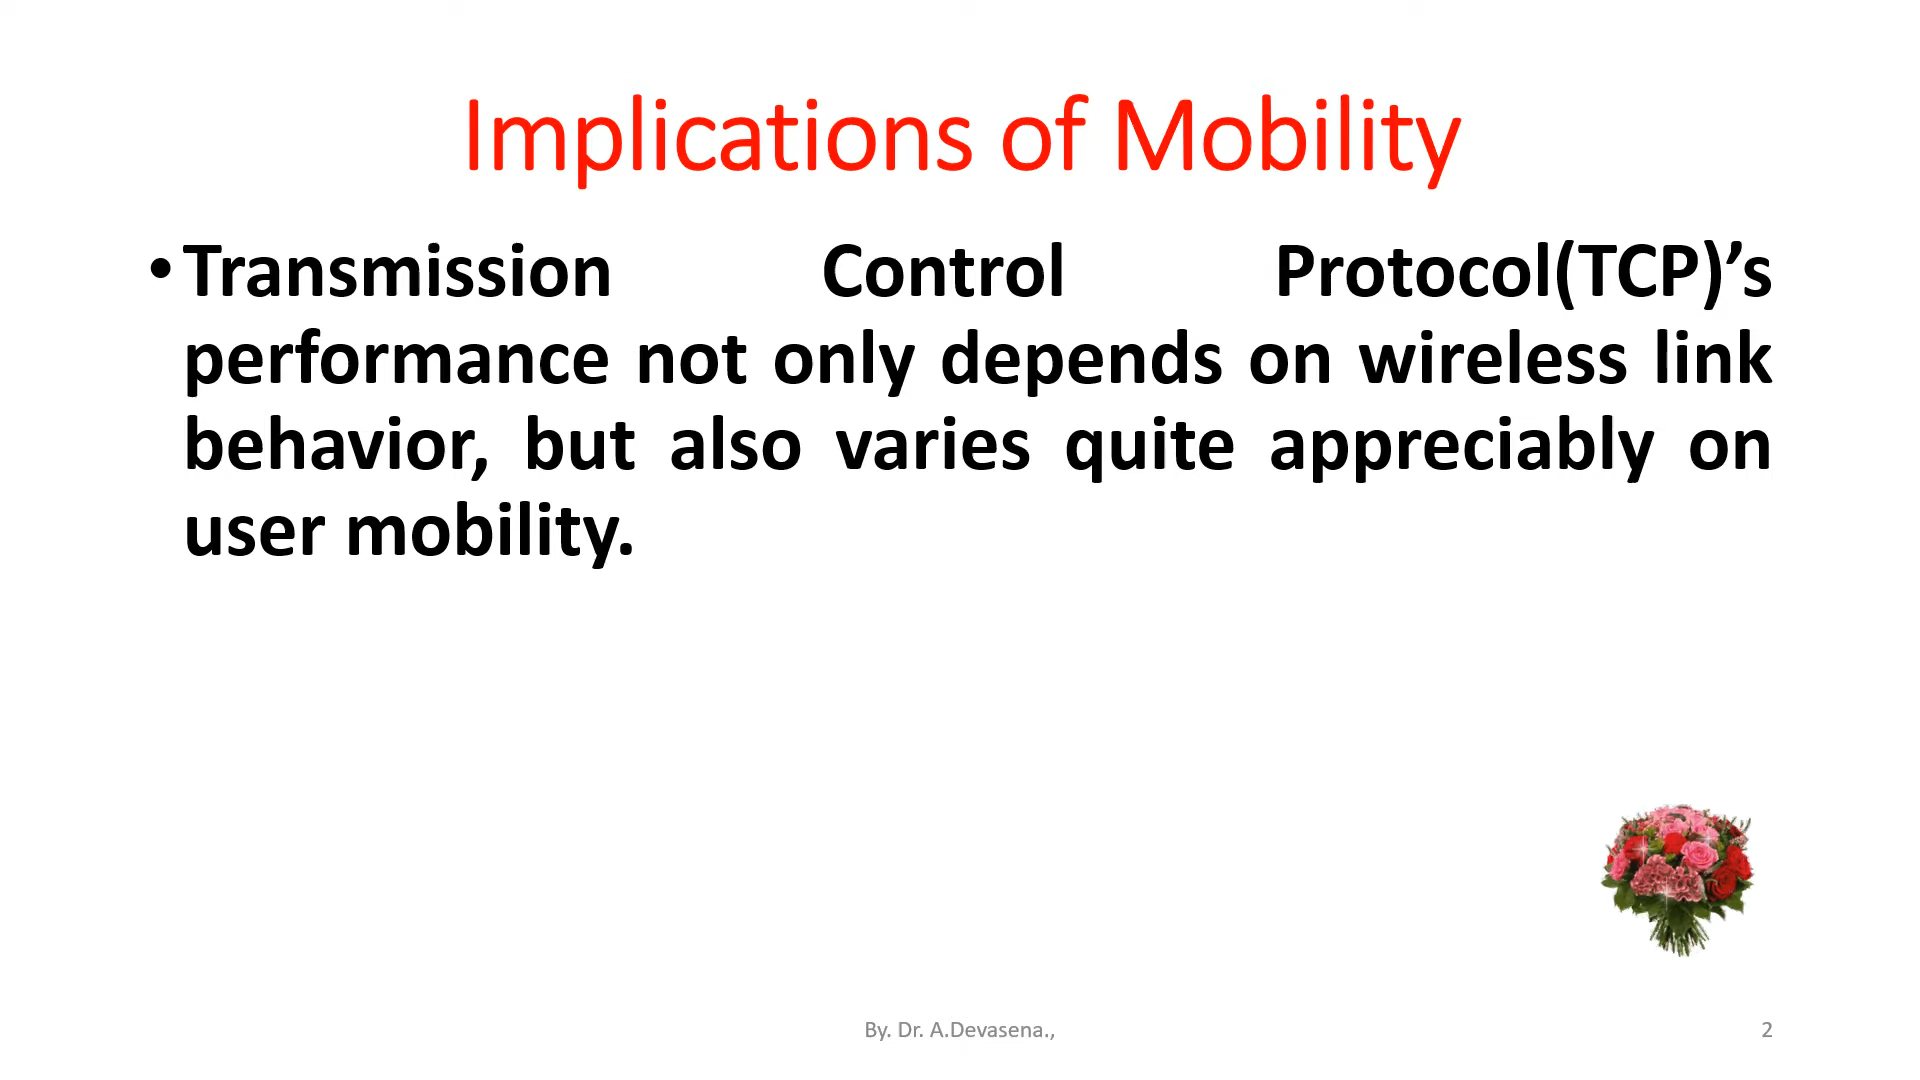 Implications of Mobility
•Transmission Control Protocol(TCP)’s
performance not only depends on wireless link
behavior, but also varies quite appreciably on
user mobility.
By. Dr. A.Devasena.,
2